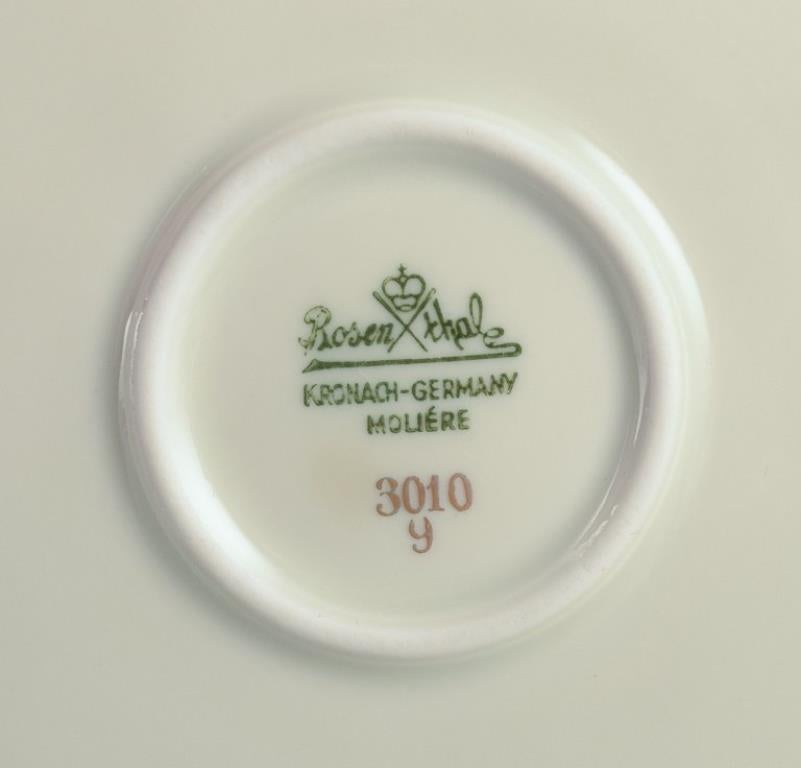 Rosenthal
KRONACH-GERMANY
MOLIÉRE
3010
y